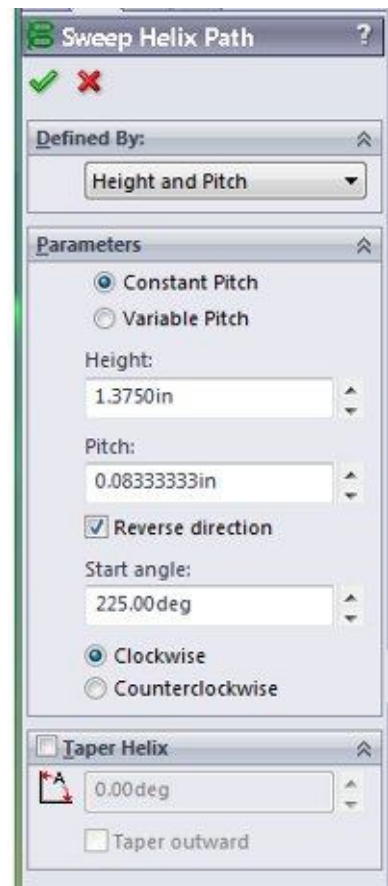 Sweep Helix Path ?
Defined By:
Height and Pitch
Parameters
Constant Pitch
Variable Pitch
Height:
1.3750in
Pitch:
0.08333333in
Reverse direction
Start angle:
225.00deg
Clockwise
Counterclockwise
Taper Helix
A
0.00deg
Taper outward